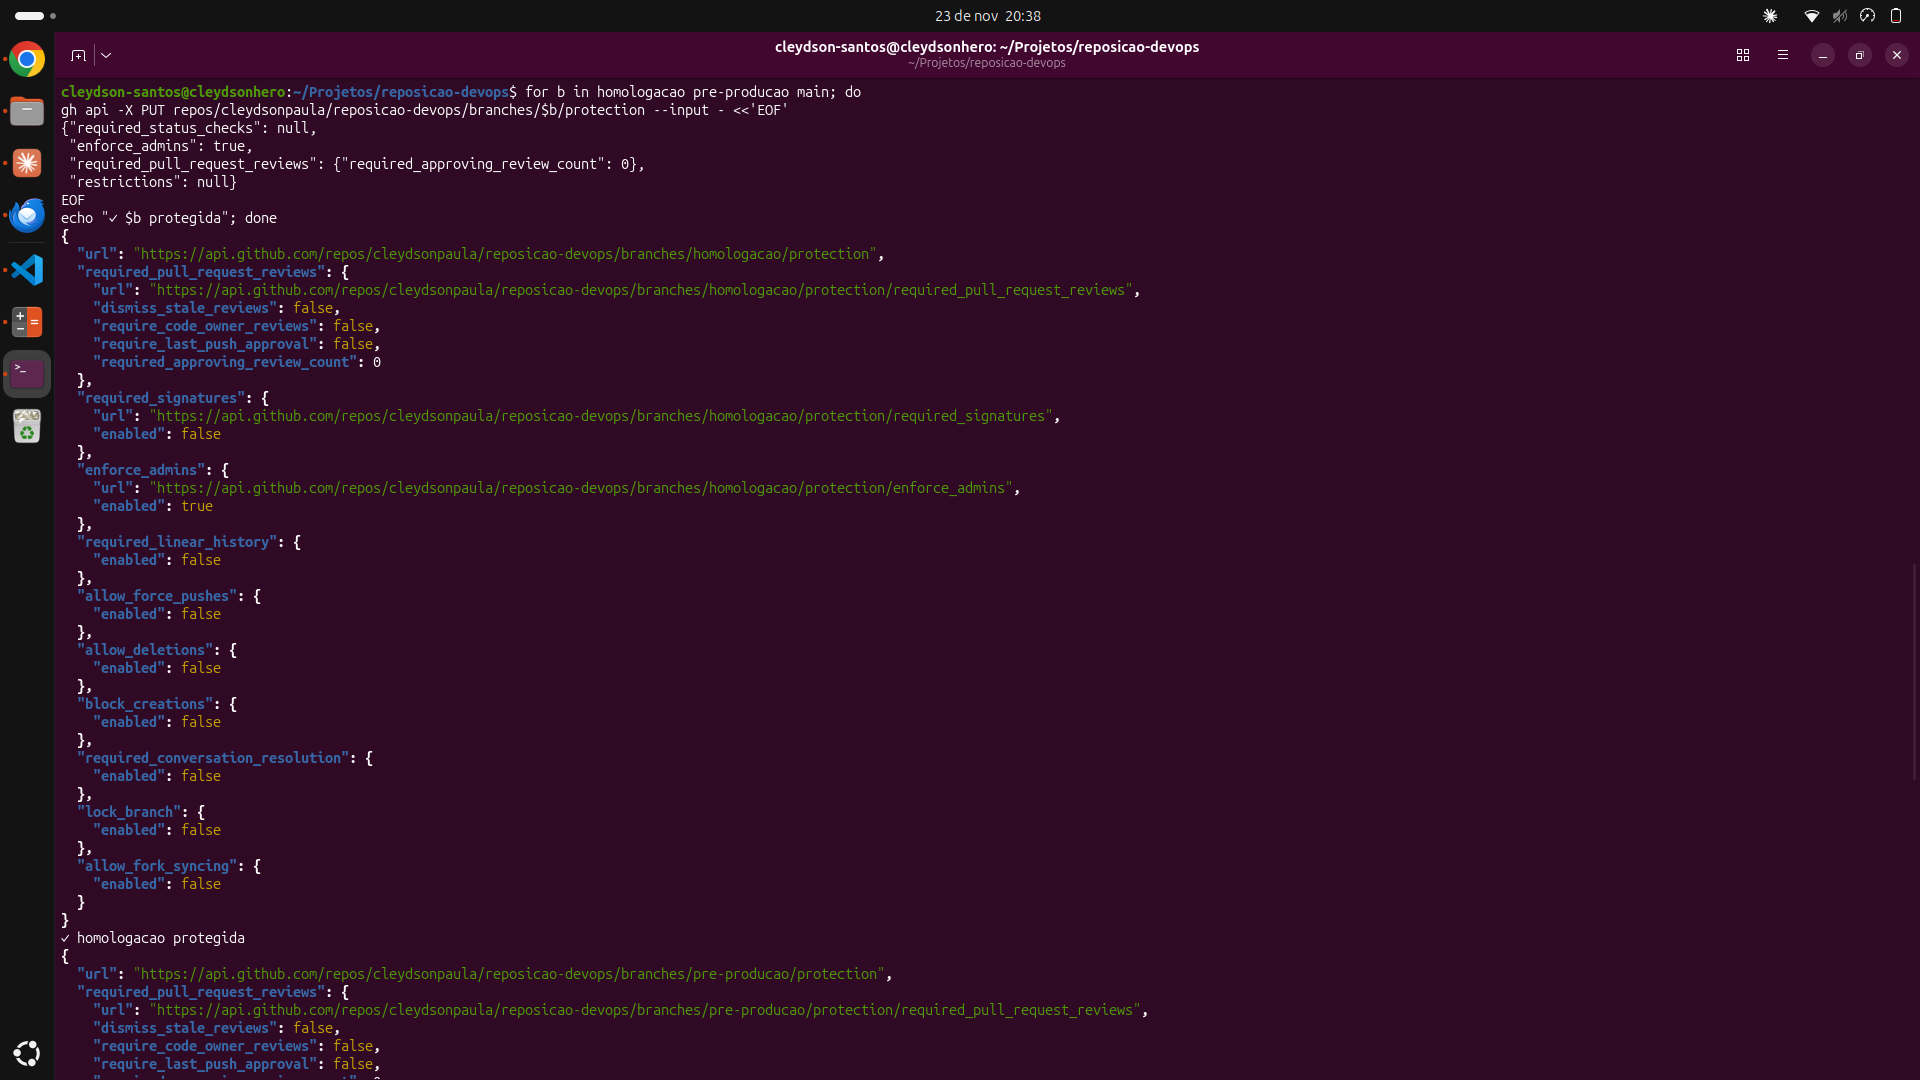 23 de nov  20:38
cleydson-santos@cleydsonhero: ~/Projetos/reposicao-devops
~/Projetos/reposicao-devops
cleydson-santos@cleydsonhero:~/Projetos/reposicao-devops$ for b in homologacao pre-producao main; do
gh api -X PUT repos/cleydsonpaula/reposicao-devops/branches/$b/protection --input - <<'EOF'
{"required_status_checks": null,
 "enforce_admins": true,
 "required_pull_request_reviews": {"required_approving_review_count": 0},
 "restrictions": null}
EOF
echo "✓ $b protegida"; done
{
  "url": "https://api.github.com/repos/cleydsonpaula/reposicao-devops/branches/homologacao/protection",
  "required_pull_request_reviews": {
    "url": "https://api.github.com/repos/cleydsonpaula/reposicao-devops/branches/homologacao/protection/required_pull_request_reviews",
    "dismiss_stale_reviews": false,
    "require_code_owner_reviews": false,
    "require_last_push_approval": false,
    "required_approving_review_count": 0
  },
  "required_signatures": {
    "url": "https://api.github.com/repos/cleydsonpaula/reposicao-devops/branches/homologacao/protection/required_signatures",
    "enabled": false
  },
  "enforce_admins": {
    "url": "https://api.github.com/repos/cleydsonpaula/reposicao-devops/branches/homologacao/protection/enforce_admins",
    "enabled": true
  },
  "required_linear_history": {
    "enabled": false
  },
  "allow_force_pushes": {
    "enabled": false
  },
  "allow_deletions": {
    "enabled": false
  },
  "block_creations": {
    "enabled": false
  },
  "required_conversation_resolution": {
    "enabled": false
  },
  "lock_branch": {
    "enabled": false
  },
  "allow_fork_syncing": {
    "enabled": false
  }
}
✓ homologacao protegida
{
  "url": "https://api.github.com/repos/cleydsonpaula/reposicao-devops/branches/pre-producao/protection",
  "required_pull_request_reviews": {
    "url": "https://api.github.com/repos/cleydsonpaula/reposicao-devops/branches/pre-producao/protection/required_pull_request_reviews",
    "dismiss_stale_reviews": false,
    "require_code_owner_reviews": false,
    "require_last_push_approval": false,